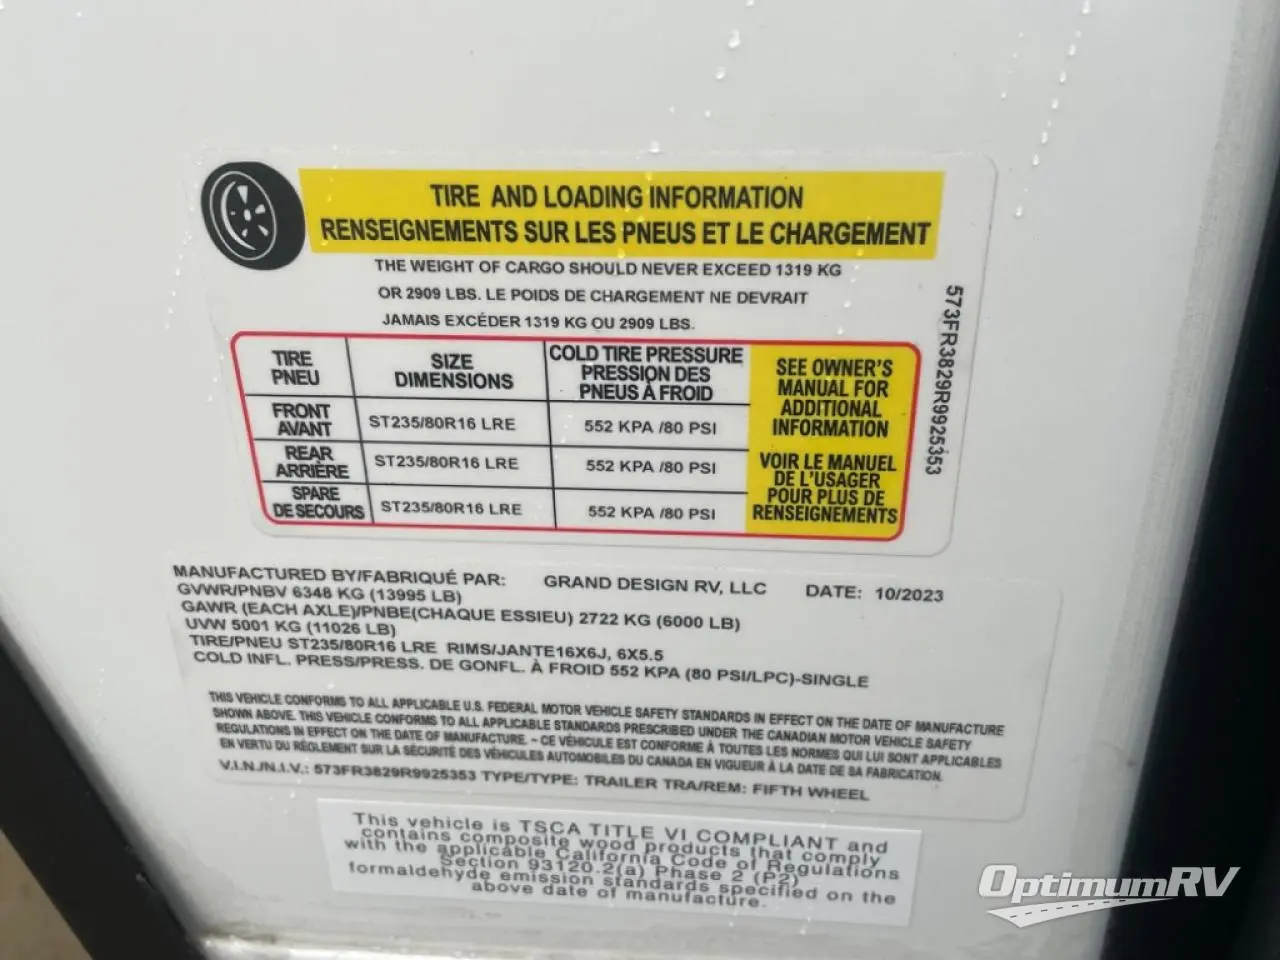 TIRE AND LOADING INFORMATION
RENSEIGNEMENTS SUR LES PNEUS ET LE CHARGEMENT
THE WEIGHT OF CARGO SHOULD NEVER EXCEED 1319 KG
OR 2909 LBS. LE POIDS DE CHARGEMENT NE DEVRAIT
JAMAIS EXCÉDER 1319 KG OU 2909 LBS.
TIRE
PNEU
SIZE
DIMENSIONS
COLD TIRE PRESSURE
PRESSION DES
PNEUS À FROID
FRONT
AVANT
ST235/80R16 LRE
552 KPA /80 PSI
REAR
ARRIÈRE
ST235/80R16 LRE
552 KPA /80 PSI
SPARE
DE SECOURS
ST235/80R16 LRE
552 KPA /80 PSI
SEE OWNER'S
MANUAL FOR
ADDITIONAL
INFORMATION
VOIR LE MANUEL
DE L'USAGER
POUR PLUS DE
RENSEIGNEMENTS
573FR3829R9925353
MANUFACTURED BY/FABRIQUÉ PAR: GRAND DESIGN RV, LLC DATE: 10/2023
GVWR/PNBV 6348 KG (13995 LB)
GAWR (EACH AXLE)/PNBE(CHAQUE ESSIEU) 2722 KG (6000 LB)
UVW 5001 KG (11026 LB)
TIRE/PNEU ST235/80R16 LRE RIMS/JANTE16X6J, 6X5.5
COLD INFL. PRESS/PRESS. DE GONFL. À FROID 552 KPA (80 PSI/LPC)-SINGLE
THIS VEHICLE CONFORMS TO ALL APPLICABLE U.S. FEDERAL MOTOR VEHICLE SAFETY STANDARDS IN EFFECT ON THE DATE OF MANUFACTURE
SHOWN ABOVE. THIS VEHICLE CONFORMS TO ALL APPLICABLE STANDARDS PRESCRIBED UNDER THE CANADIAN MOTOR VEHICLE SAFETY
REGULATIONS IN EFFECT ON THE DATE OF MANUFACTURE. ~ CE VÉHICULE EST CONFORME À TOUTES LES NORMES QUI LUI SONT APPLICABLES
EN VERTU DU RÈGLEMENT SUR LA SÉCURITÉ DES VÉHICULES AUTOMOBILES DU CANADA EN VIGUEUR À LA DATE DE SA FABRICATION.
V.I.N./N.I.V.: 573FR3829R9925353 TYPE/TYPE: TRAILER TRA/REM: FIFTH WHEEL
This vehicle is TSCA TITLE VI COMPLIANT and
contains composite wood products that comply
with the applicable California Code of Regulations
Section 93120.2(a) Phase 2 (P2)
formaldehyde emission standards specified on the
above date of manufacture.
OptimumRV